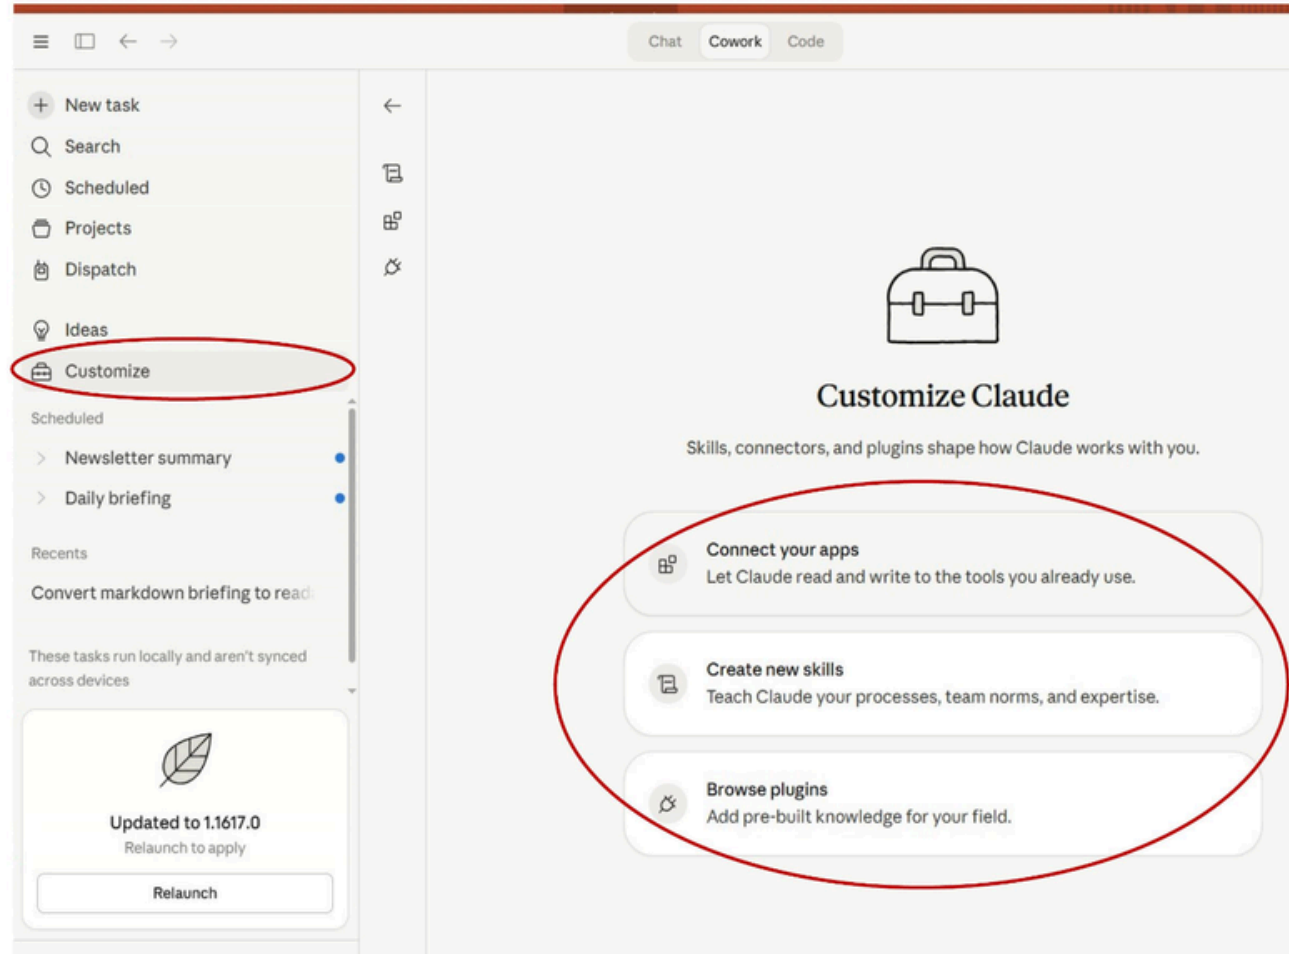 Chat Cowork Code
New task
Search
Scheduled
Projects
Dispatch
Ideas
Customize
Scheduled
Newsletter summary
Daily briefing
Recents
Convert markdown briefing to read
These tasks run locally and aren't synced
across devices
Updated to 1.1617.0
Relaunch to apply
Relaunch
Customize Claude
Skills, connectors, and plugins shape how Claude works with you.
Connect your apps
Let Claude read and write to the tools you already use.
Create new skills
Teach Claude your processes, team norms, and expertise.
Browse plugins
Add pre-built knowledge for your field.